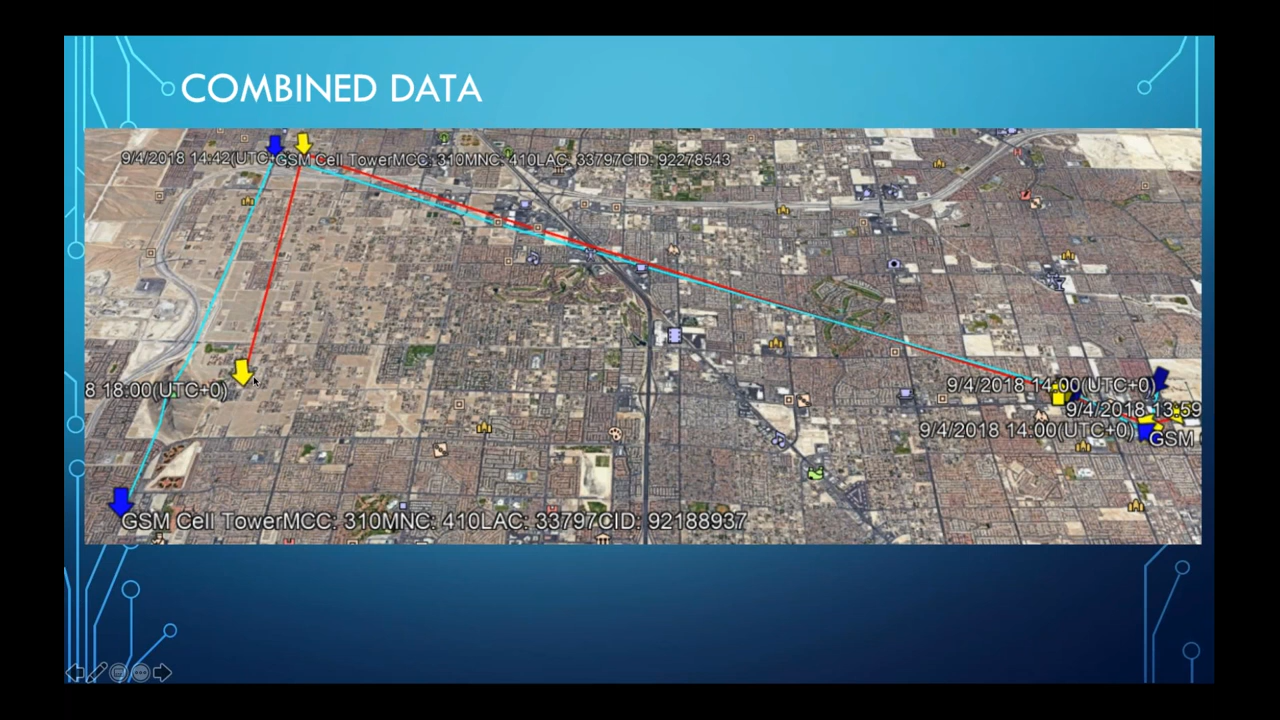 COMBINED DATA
9/4/2018 14:42(UTC+GSM Cell TowerMCC: 310MNC: 410LAC: 33797CID: 92278543
8 18:00(UTC+0)
9/4/2018 14:00(UTC+0)
9/4/2018 13:59
9/4/2018 14:00(UTC+0)
GSM
GSM Cell TowerMCC: 310MNC: 410LAC: 33797CID: 92188937